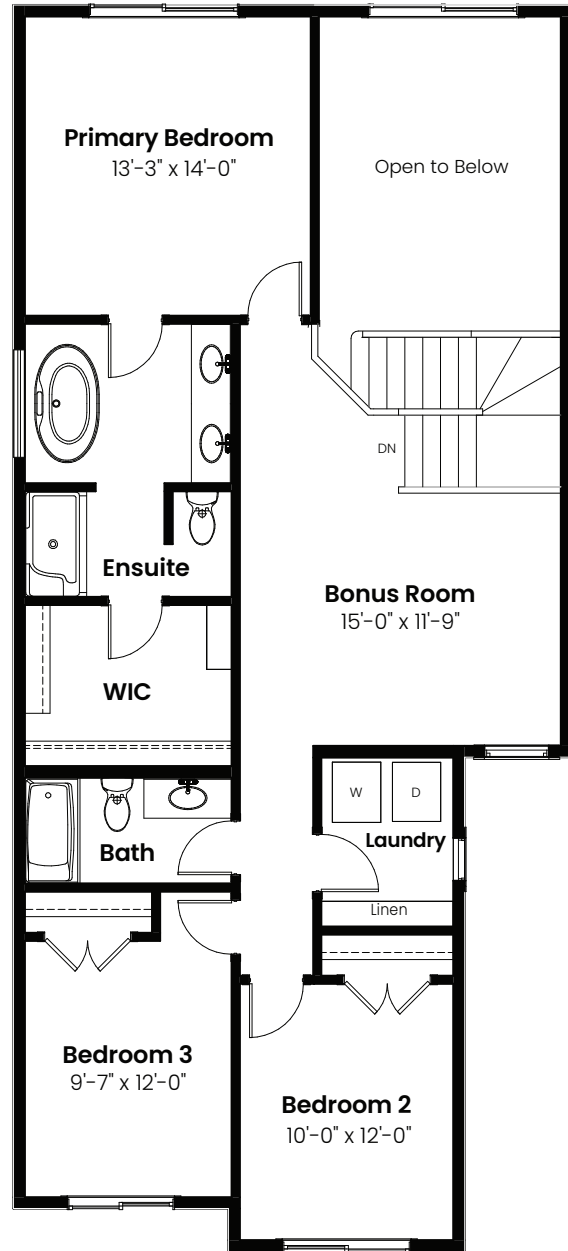 Primary Bedroom
13'-3" x 14'-0"
Open to Below
DN
Ensuite
Bonus Room
15'-0" x 11'-9"
WIC
W
D
Laundry
Bath
Linen
Bedroom 3
9'-7" x 12'-0"
Bedroom 2
10'-0" x 12'-0"